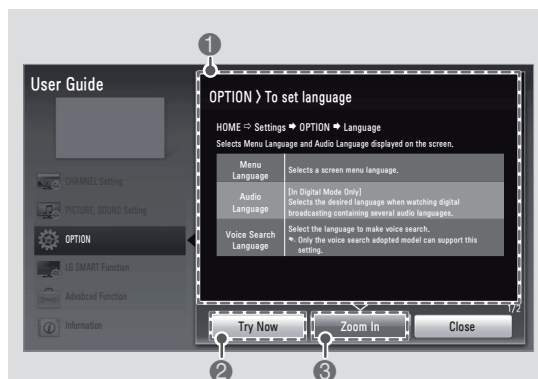 1
User Guide
OPTION 〉 To set language
HOME ⇨ Settings ➡ OPTION ➡ Language
Selects Menu Language and Audio Language displayed on the screen.
Menu
Language
Selects a screen menu language.
Audio
Language
[In Digital Mode Only]
Selects the desired language when watching digital
broadcasting containing several audio languages.
Voice Search
Language
Select the language to make voice search.
Only the voice search adopted model can support this
setting.
CHANNEL Setting
PICTURE, SOUND Setting
OPTION
LG SMART Function
Advabced Function
Information
1/2
Try Now
Zoom In
Close
2
3